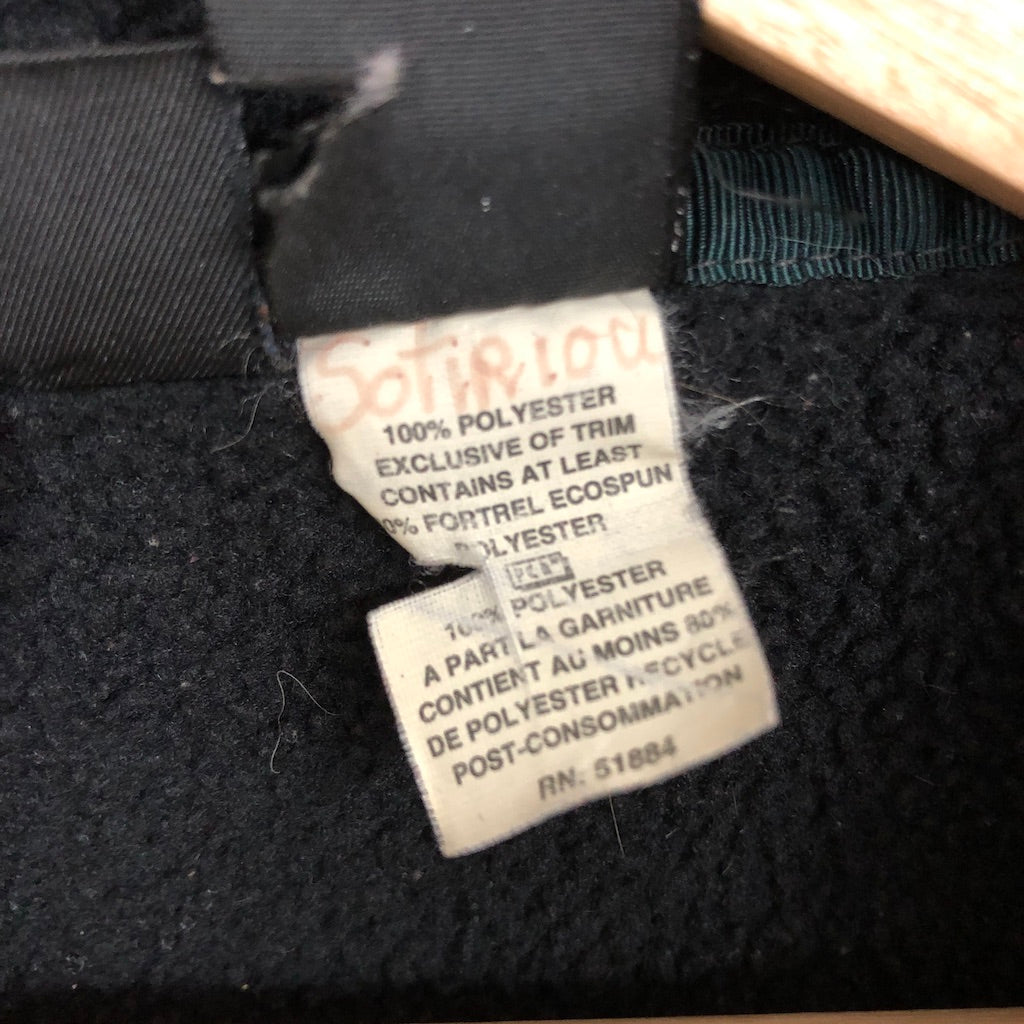 Sotiriou
100% POLYESTER
EXCLUSIVE OF TRIM
CONTAINS AT LEAST
0% FORTREL ECOSPUN
POLYESTER
100% POLYESTER
A PART LA GARNITURE
CONTIENT AU MOINS 80%
DE POLYESTER RECYCLE
POST-CONSOMMATION
RN: 51884